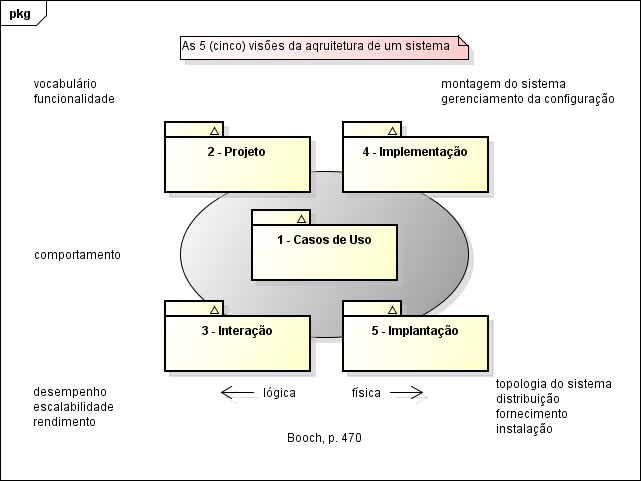 pkg
As 5 (cinco) visões da aqruitetura de um sistema
vocabulário
funcionalidade
montagem do sistema
gerenciamento da configuração
2 - Projeto
4 - Implementação
1 - Casos de Uso
comportamento
3 - Interação
5 - Implantação
desempenho
escalabilidade
rendimento
lógica
física
topologia do sistema
distribuição
fornecimento
instalação
Booch, p. 470